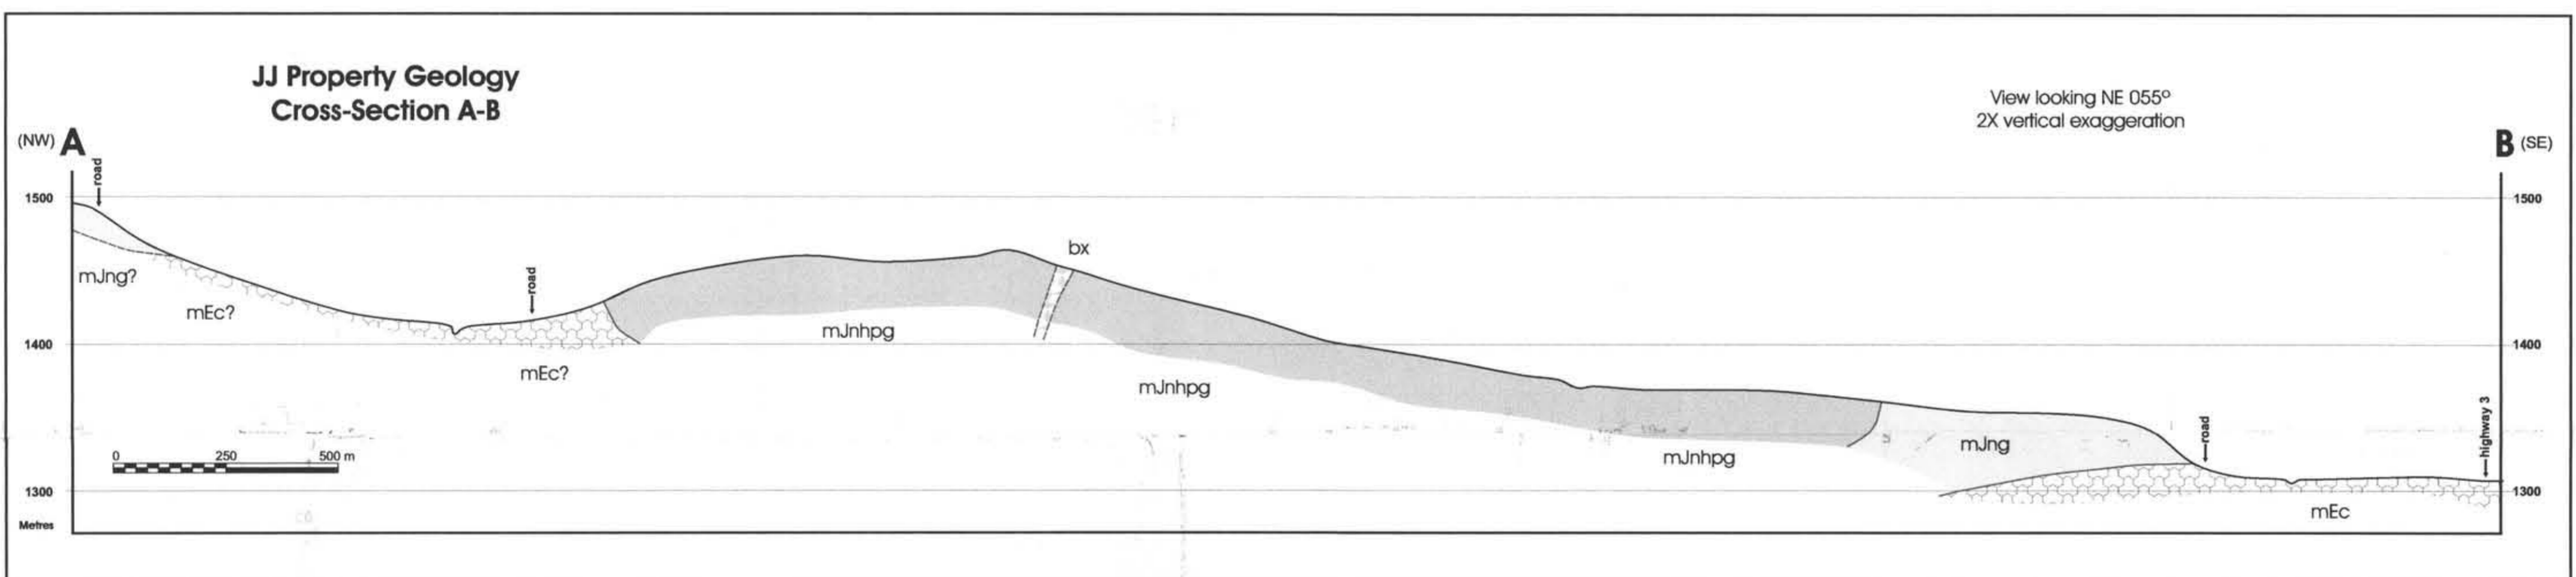 JJ Property Geology
Cross-Section A-B
View looking NE 055°
2X vertical exaggeration
(NW) A
B (SE)
road
1500
1500
bx
mJng?
road
mEc?
mJnhpg
1400
1400
mEc?
mJnhpg
highway 3
road
mJng
0 250 500 m
mJnhpg
1300
1300
mEc
Metres